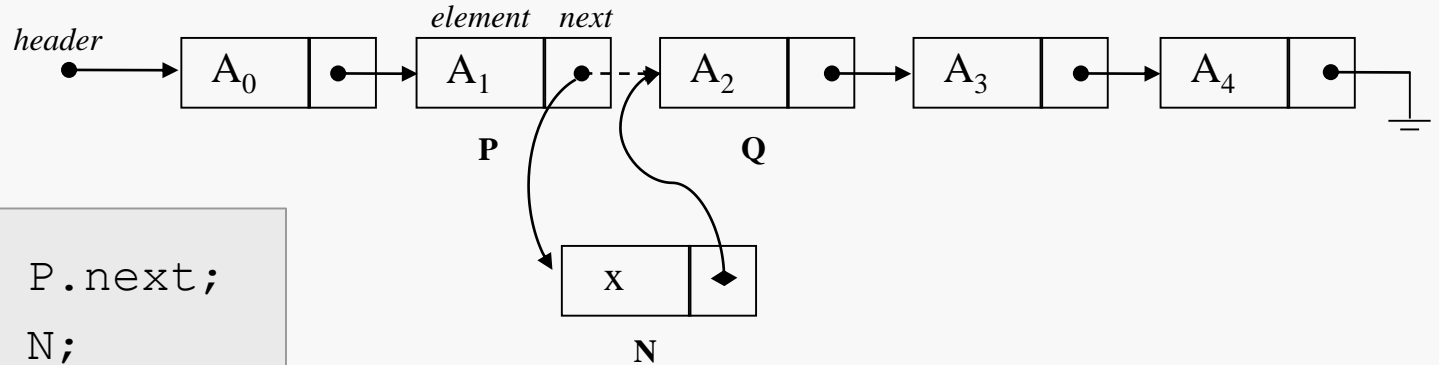 element next
header
A₀ A₁ A₂ A₃ A₄
P Q
P.next;
x
N;
N